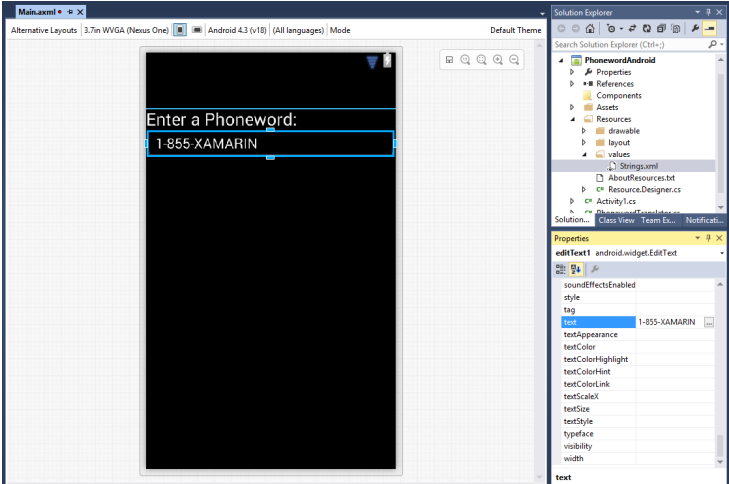 Main.axml
Alternative Layouts 3.7in WVGA (Nexus One) Android 4.3 (v18) (All languages) Mode Default Theme
Enter a Phoneword:
1-855-XAMARIN
Solution Explorer
Search Solution Explorer (Ctrl+;)
PhonewordAndroid
Properties
References
Components
Assets
Resources
drawable
layout
values
Strings.xml
AboutResources.txt
C# Resource.Designer.cs
C# Activity1.cs
C# PhonewordTranslator.cs
Solution... Class View Team Ex... Notificati...
Properties
editText1 android.widget.EditText
soundEffectsEnabled
style
tag
text 1-855-XAMARIN ...
textAppearance
textColor
textColorHighlight
textColorHint
textColorLink
textScaleX
textSize
textStyle
typeface
visibility
width
text